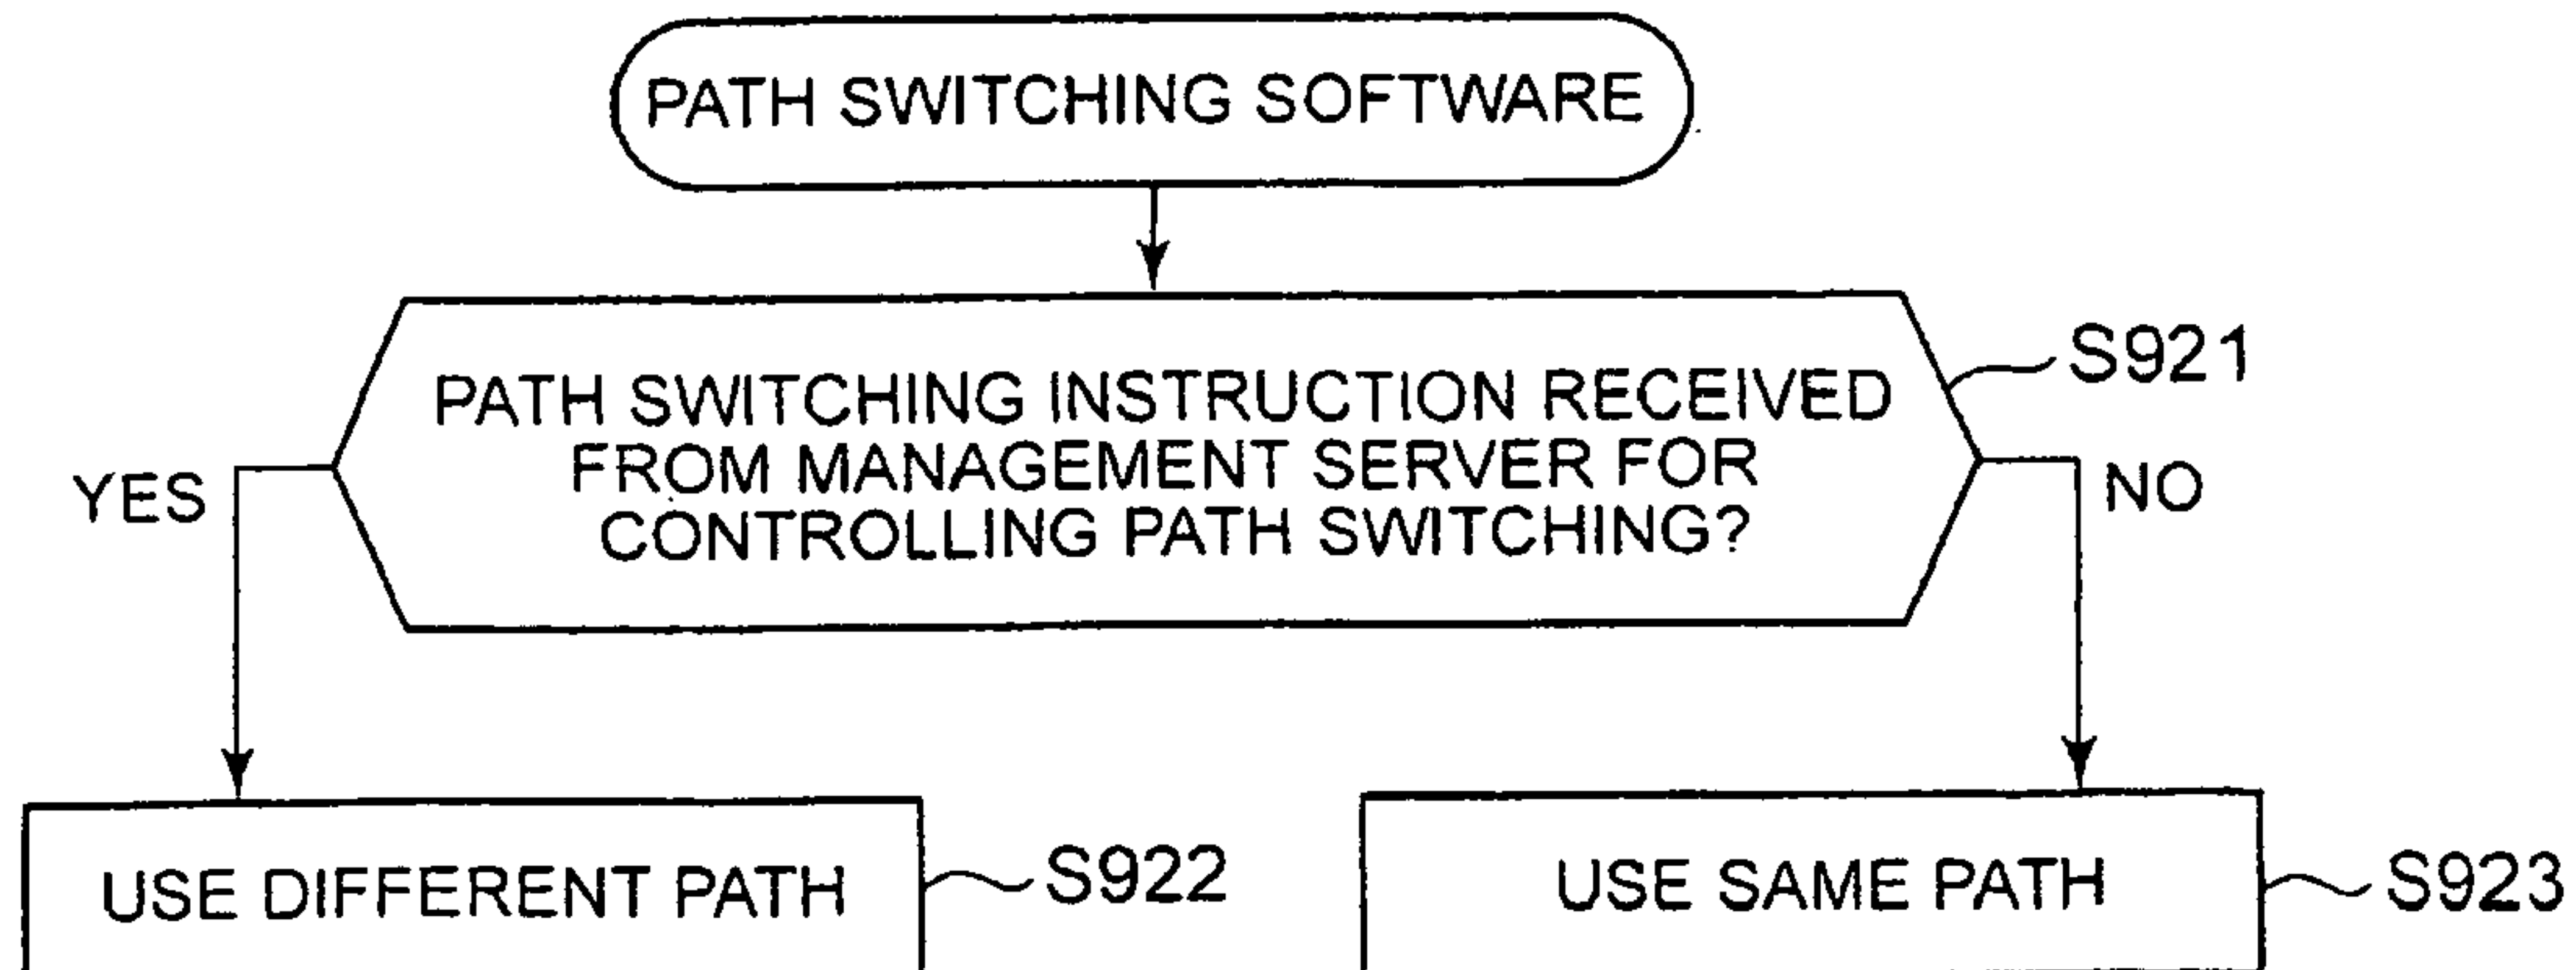 PATH SWITCHING SOFTWARE
PATH SWITCHING INSTRUCTION RECEIVED
FROM MANAGEMENT SERVER FOR
CONTROLLING PATH SWITCHING?
S921
YES
NO
USE DIFFERENT PATH
S922
USE SAME PATH
S923